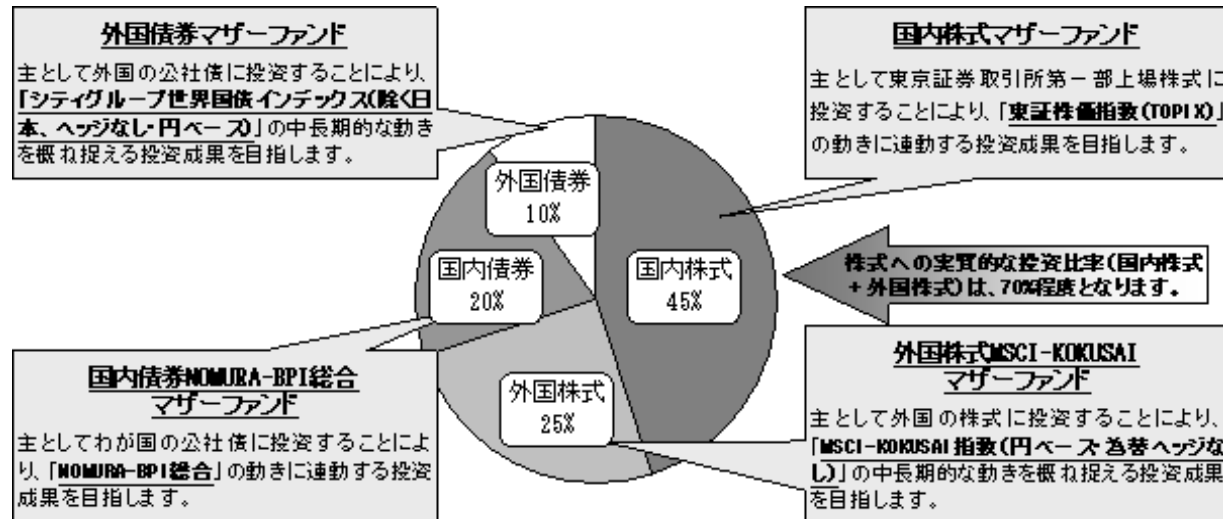 外国債券マザーファンド
主として外国の公社債に投資することにより、
「シティグループ世界国債インデックス(除く日
本、ヘッジなし・円ベース)」の中長期的な動き
を概ね捉える投資成果を目指します。
国内株式マザーファンド
主として東京証券取引所第一部上場株式に
投資することにより、「東証株価指数(TOPIX)」
の動きに連動する投資成果を目指します。
外国債券
10%
国内債券
20%
国内株式
45%
外国株式
25%
株式への実質的な投資比率(国内株式
+外国株式)は、70%程度となります。
国内債券NOMURA-BPI総合
マザーファンド
主としてわが国の公社債に投資することによ
り、「NOMURA-BPI総合」の動きに連動する投資
成果を目指します。
外国株式MSCI-KOKUSAI
マザーファンド
主として外国の株式に投資することにより、
「MSCI-KOKUSAI指数(円ベース・為替ヘッジな
し)」の中長期的な動きを概ね捉える投資成果
を目指します。